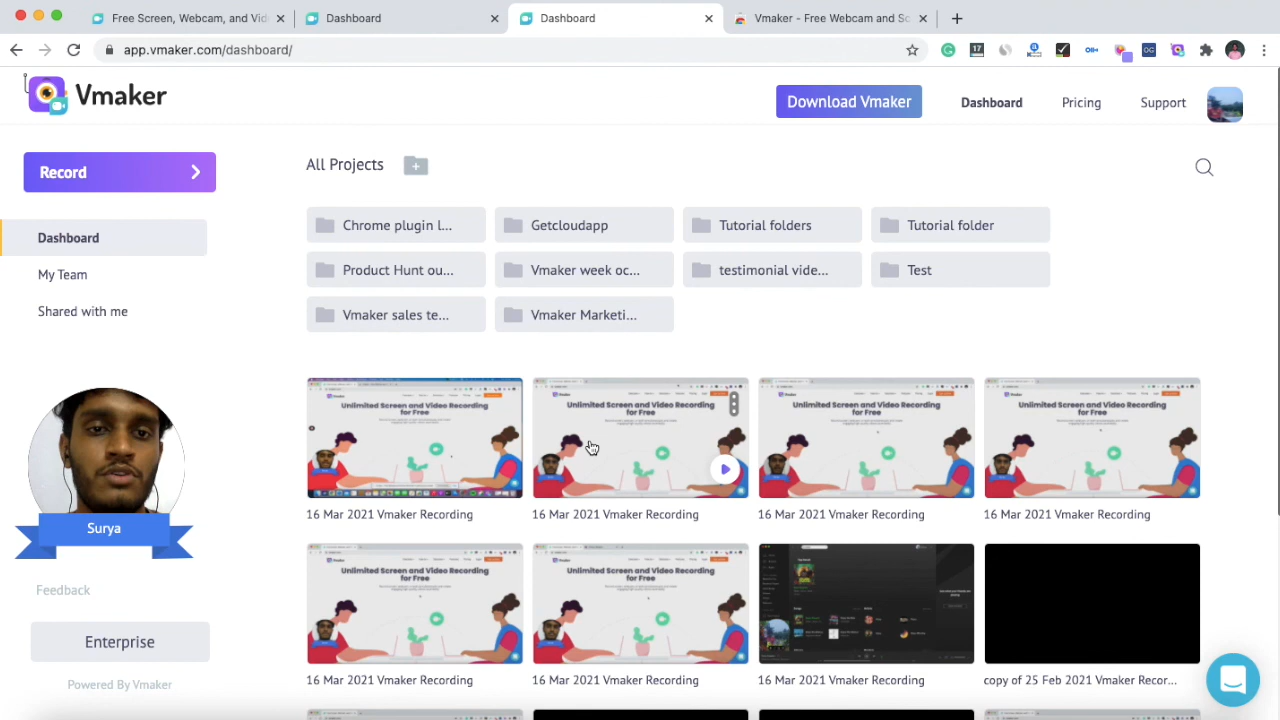 Free Screen, Webcam, and Vid
Dashboard
Dashboard
Vmaker - Free Webcam and Sc
app.vmaker.com/dashboard/
17
OG
Vmaker
Download Vmaker
Dashboard
Pricing
Support
Record
All Projects
Dashboard
My Team
Shared with me
Chrome plugin l...
Getcloudapp
Tutorial folders
Tutorial folder
Product Hunt ou...
Vmaker week oc...
testimonial vide...
Test
Vmaker sales te...
Vmaker Marketi...
Unlimited Screen and Video Recording
for Free
Unlimited Screen and Video Recording
for Free
Unlimited Screen and Video Recording
for Free
Unlimited Screen and Video Recording
for Free
16 Mar 2021 Vmaker Recording
16 Mar 2021 Vmaker Recording
16 Mar 2021 Vmaker Recording
16 Mar 2021 Vmaker Recording
Surya
Unlimited Screen and Video Recording
for Free
Unlimited Screen and Video Recording
for Free
16 Mar 2021 Vmaker Recording
16 Mar 2021 Vmaker Recording
16 Mar 2021 Vmaker Recording
copy of 25 Feb 2021 Vmaker Recor...
Feedback
Enterprise
Powered By Vmaker